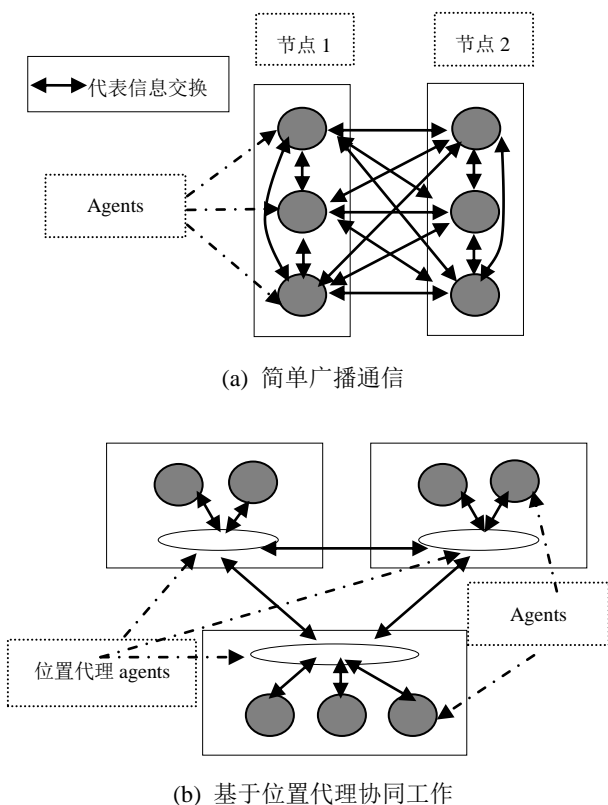 节点 1
节点 2
代表信息交换
Agents
(a) 简单广播通信
Agents
位置代理 agents
(b) 基于位置代理协同工作